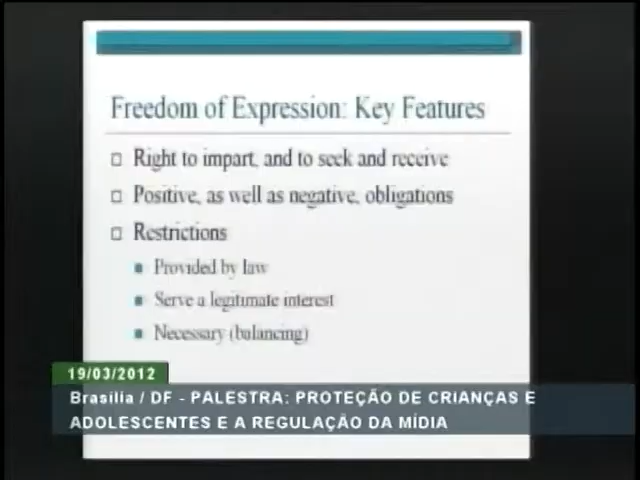 Freedom of Expression: Key Features
Right to impart, and to seek and receive
Positive, as well as negative, obligations
Restrictions
Provided by law
Serve a legitimate interest
Necessary (balancing)
19/03/2012
Brasília / DF - PALESTRA: PROTEÇÃO DE CRIANÇAS E
ADOLESCENTES E A REGULAÇÃO DA MÍDIA